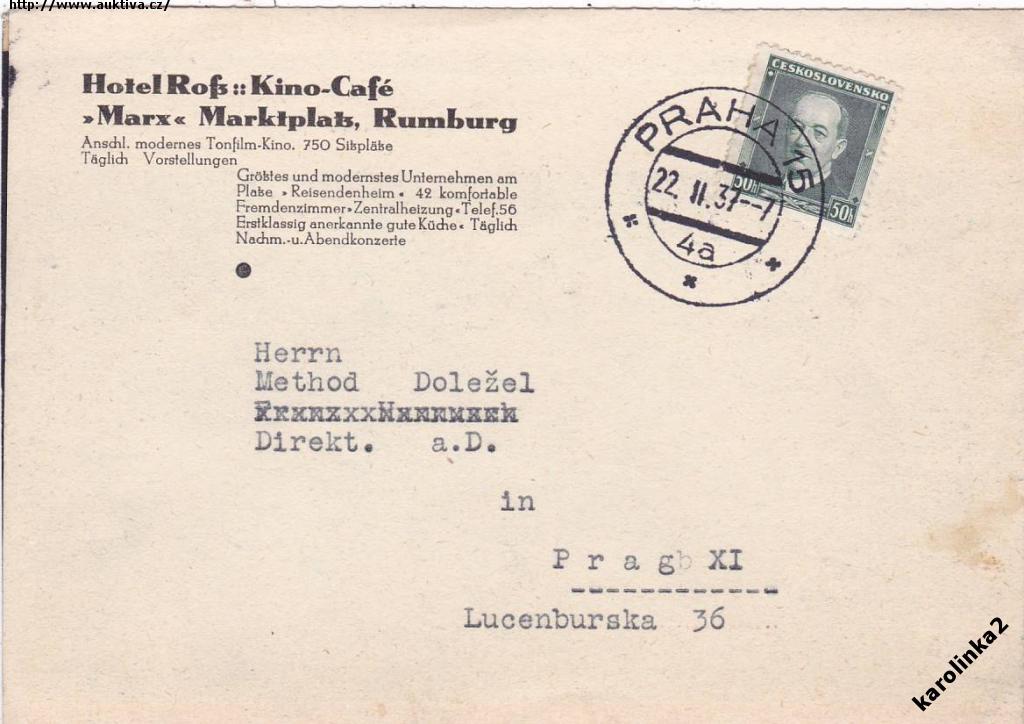 http://www.auktiva.cz/
Hotel Roß :: Kino-Café
»Marx« Marktplatz, Rumburg
Anschl. modernes Tonfilm-Kino. 750 Sitzplätze
Täglich Vorstellungen
Größtes und modernstes Unternehmen am
Platze » Reisendenheim « 42 komfortable
Fremdenzimmer » Zentralheizung « Telef. 56
Erstklassig anerkannte gute Küche « Täglich
Nachm.- u. Abendkonzerte
ČESKOSLOVENSKO
50h 50h
PRAHA 15
22. II. 37 --7
4a
Herrn
Method Doležel
Direkt. a.D.
in
Prag XI
Lucenburska 36
karolinka2